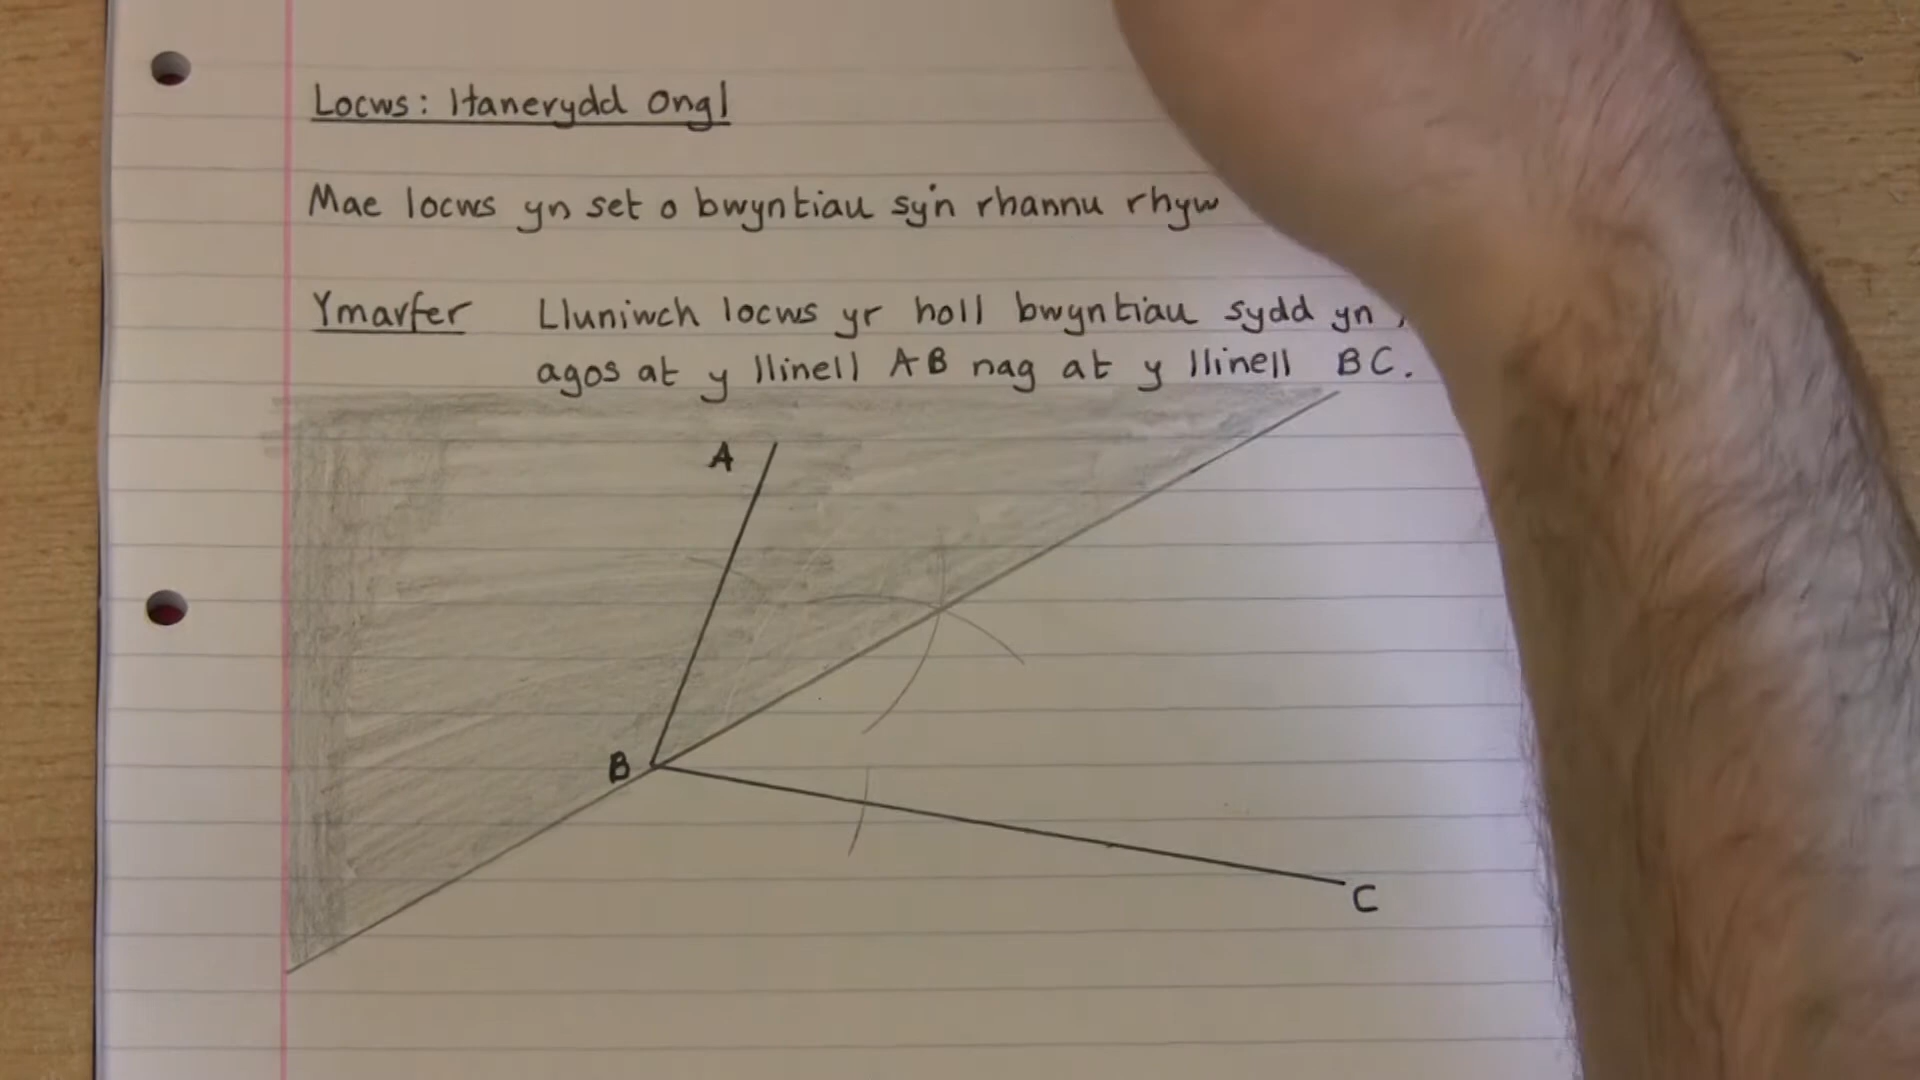 Locws: Hanerydd Ongl
Mae locws yn set o bwyntiau sy'n rhannu rhyw
Ymarfer Lluniwch locws yr holl bwyntiau sydd yn
agos at y llinell AB nag at y llinell BC.
A
B
C